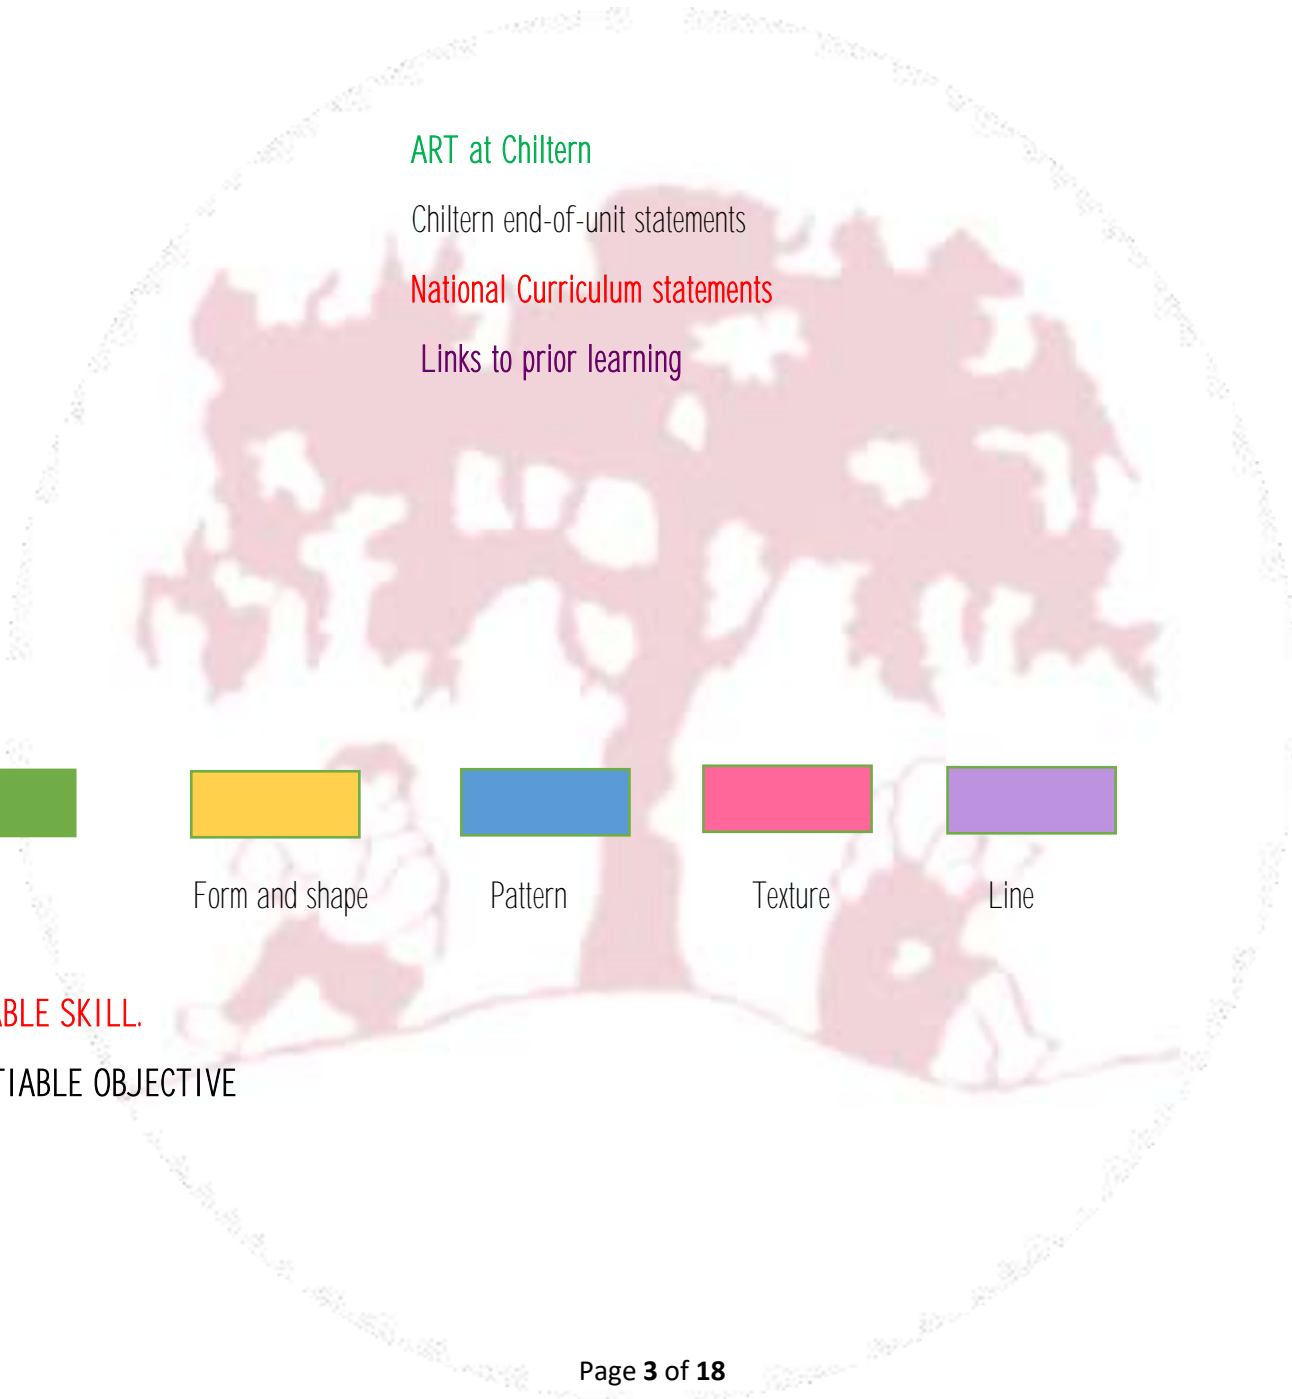 ART at Chiltern
Chiltern end-of-unit statements
National Curriculum statements
Links to prior learning
Form and shape Pattern Texture Line
ABLE SKILL.
TIABLE OBJECTIVE
Page 3 of 18